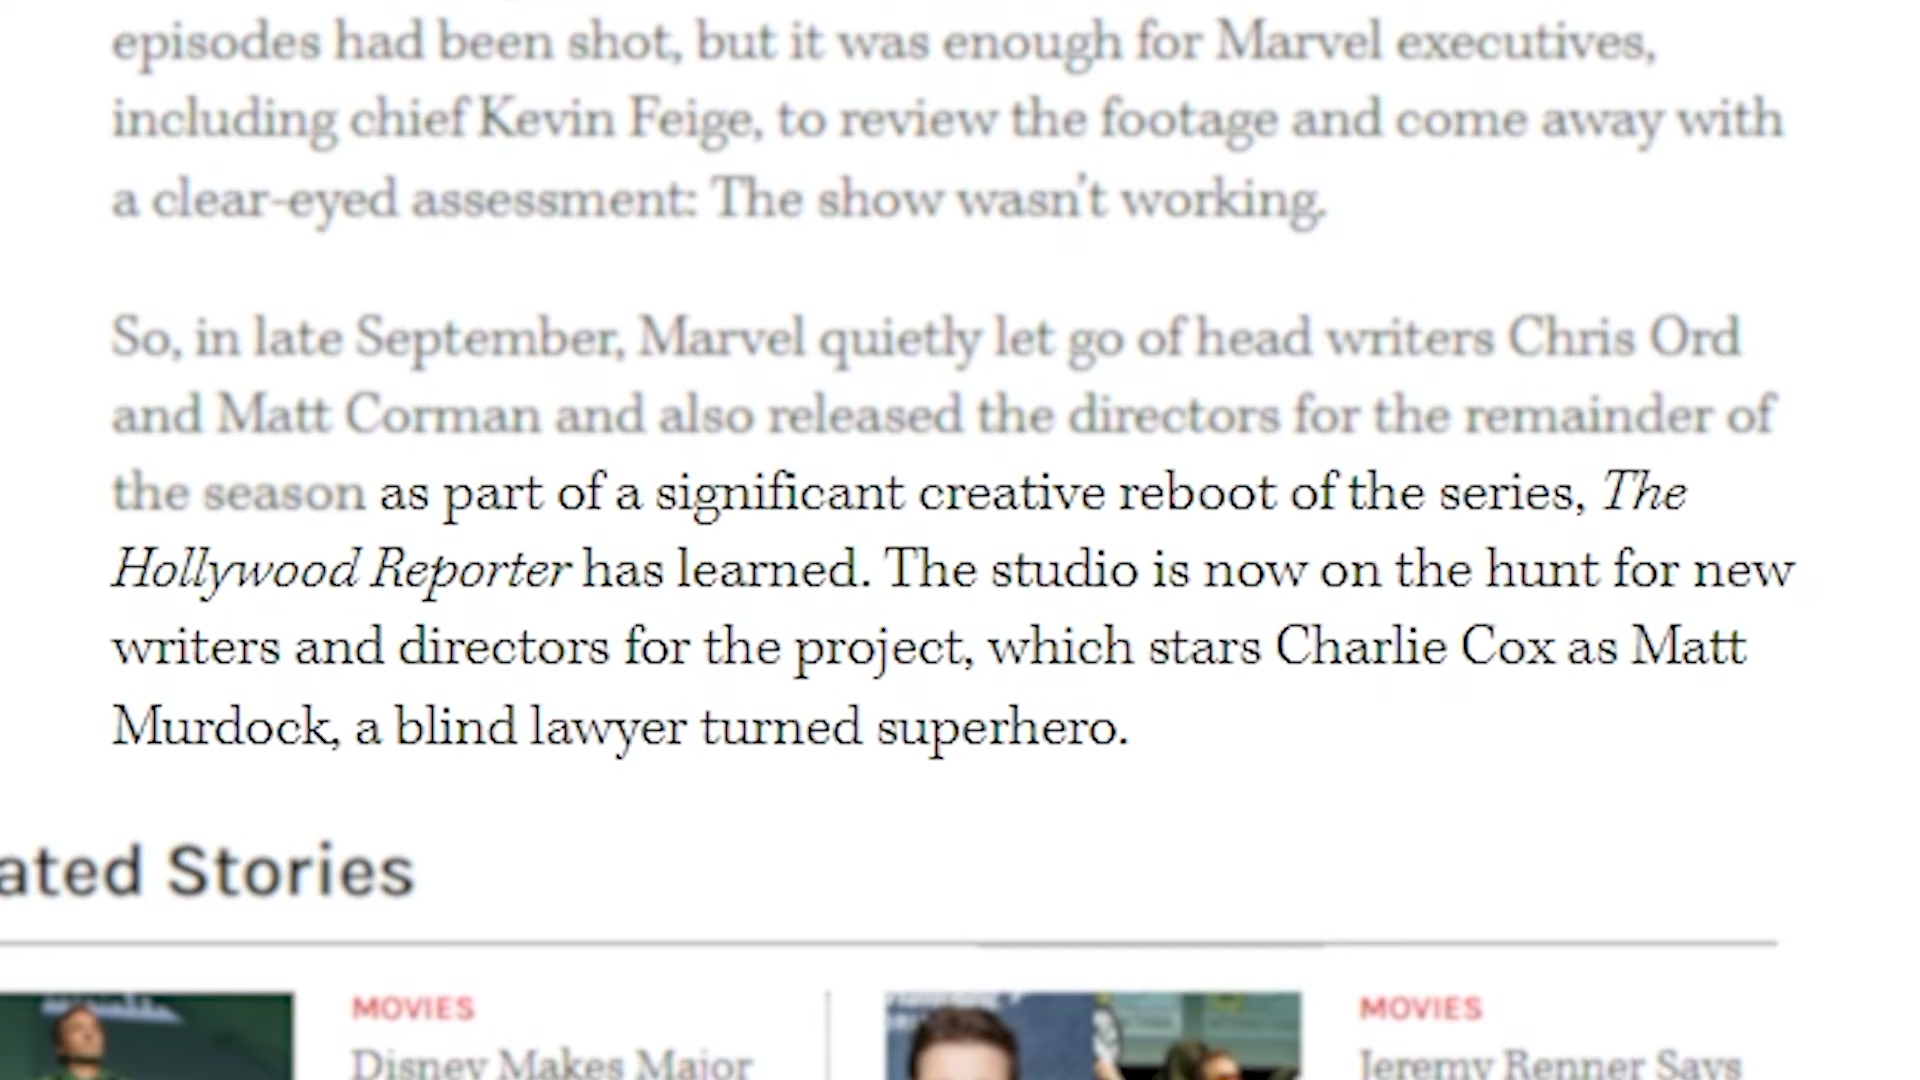 episodes had been shot, but it was enough for Marvel executives,
including chief Kevin Feige, to review the footage and come away with
a clear-eyed assessment: The show wasn't working.
So, in late September, Marvel quietly let go of head writers Chris Ord
and Matt Corman and also released the directors for the remainder of
the season as part of a significant creative reboot of the series, The
Hollywood Reporter has learned. The studio is now on the hunt for new
writers and directors for the project, which stars Charlie Cox as Matt
Murdock, a blind lawyer turned superhero.
ated Stories
MOVIES
Disney Makes Major
MOVIES
Jeremy Renner Says